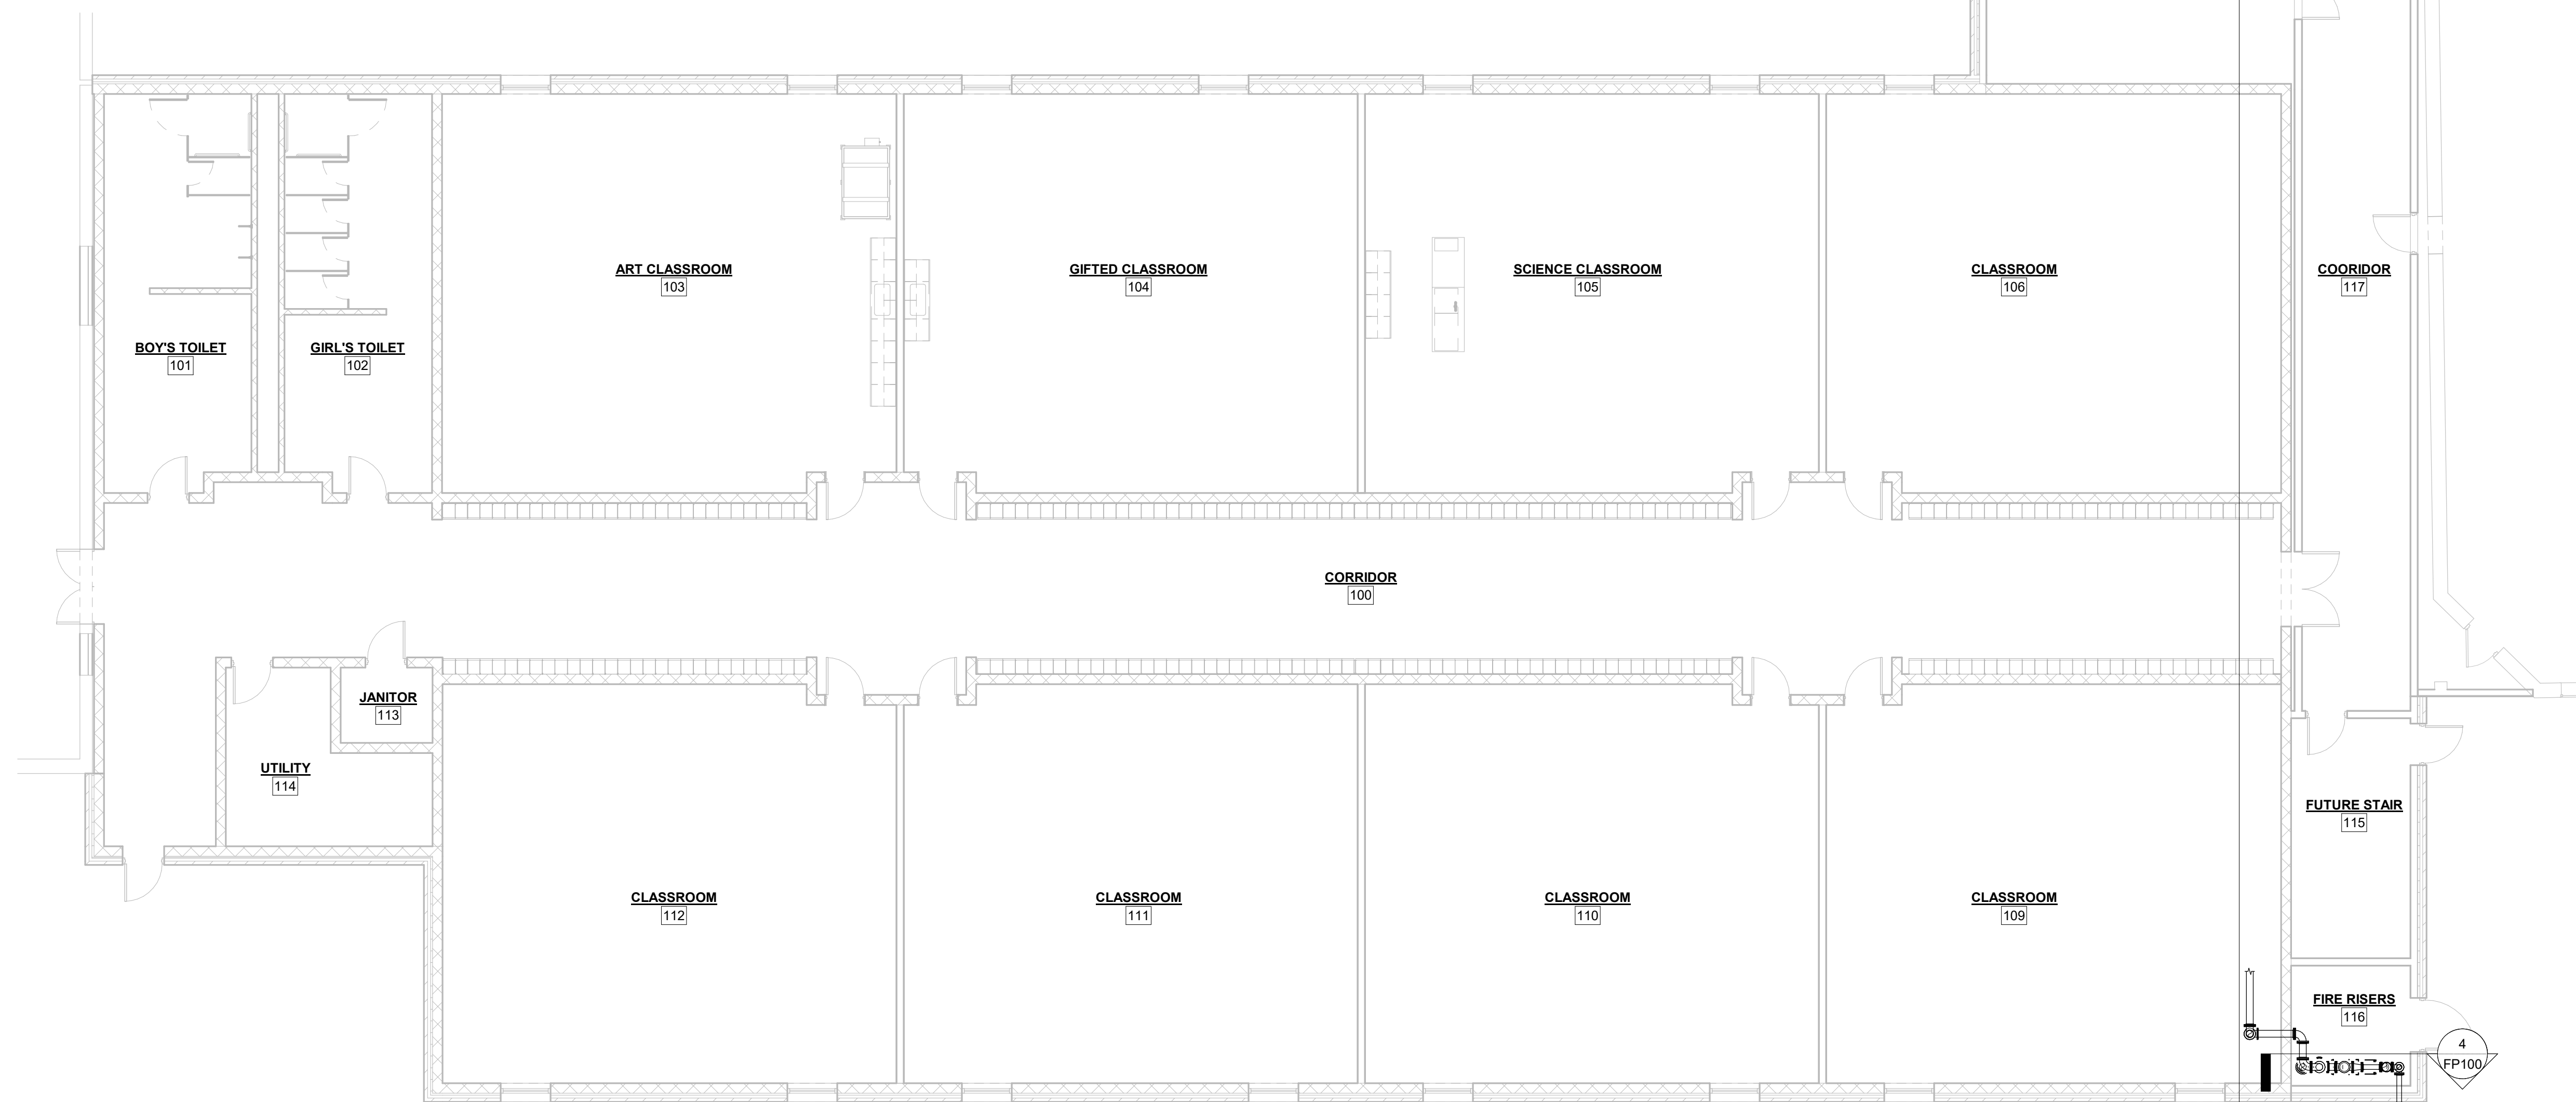 ART CLASSROOM
103
GIFTED CLASSROOM
104
SCIENCE CLASSROOM
105
CLASSROOM
106
COORIDOR
117
BOY'S TOILET
101
GIRL'S TOILET
102
CORRIDOR
100
JANITOR
113
UTILITY
114
FUTURE STAIR
115
CLASSROOM
112
CLASSROOM
111
CLASSROOM
110
CLASSROOM
109
FIRE RISERS
116
4
FP100